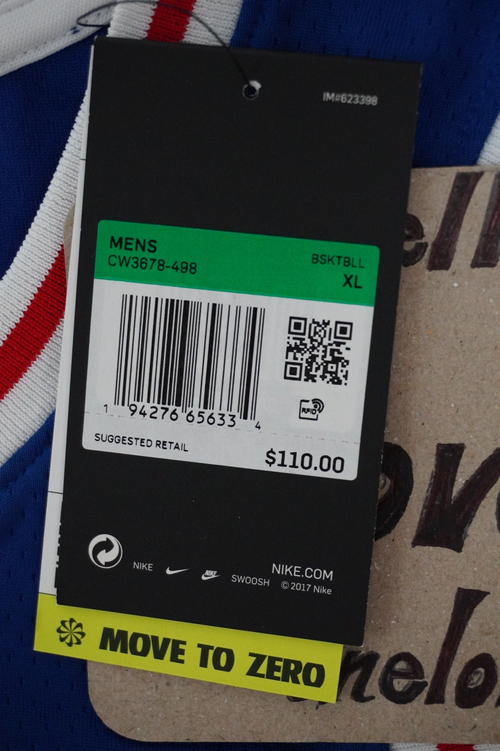 IM#623398
MENS
CW3678-498
BSKTBLL
XL
1 94276 65633 4
RFID
SUGGESTED RETAIL
$110.00
NIKE
SWOOSH
NIKE.COM
© 2017 Nike
MOVE TO ZERO